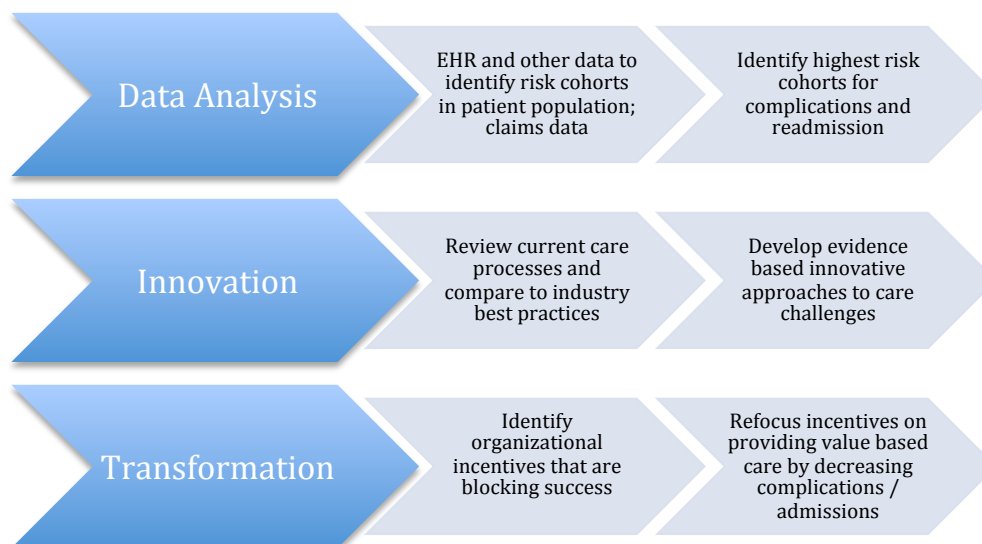 Data Analysis
EHR and other data to
identify risk cohorts
in patient population;
claims data
Identify highest risk
cohorts for
complications and
readmission
Innovation
Review current care
processes and
compare to industry
best practices
Develop evidence
based innovative
approaches to care
challenges
Transformation
Identify
organizational
incentives that are
blocking success
Refocus incentives on
providing value based
care by decreasing
complications /
admissions